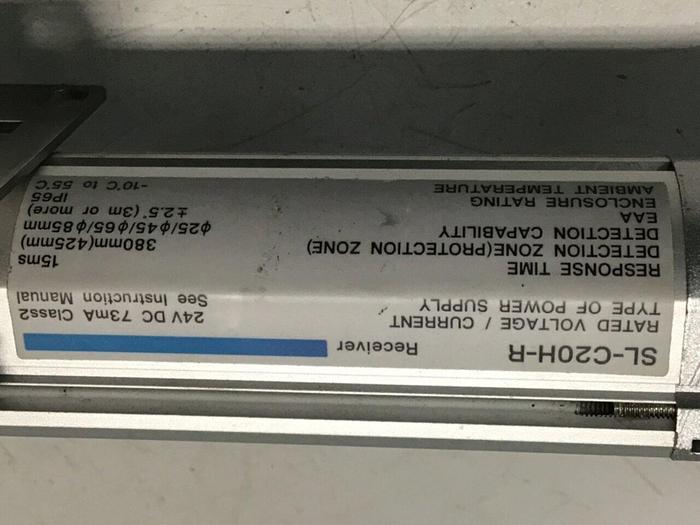 SL-C20H-R Receiver
RATED VOLTAGE / CURRENT 24V DC 73mA Class2
TYPE OF POWER SUPPLY See Instruction Manual
RESPONSE TIME 15ms
DETECTION ZONE(PROTECTION ZONE) 380mm(425mm)
DETECTION CAPABILITY ϕ25/ϕ45/ϕ65/ϕ85mm
EAA ±2.5°(3m or more)
ENCLOSURE RATING IP65
AMBIENT TEMPERATURE -10°C to 55°C